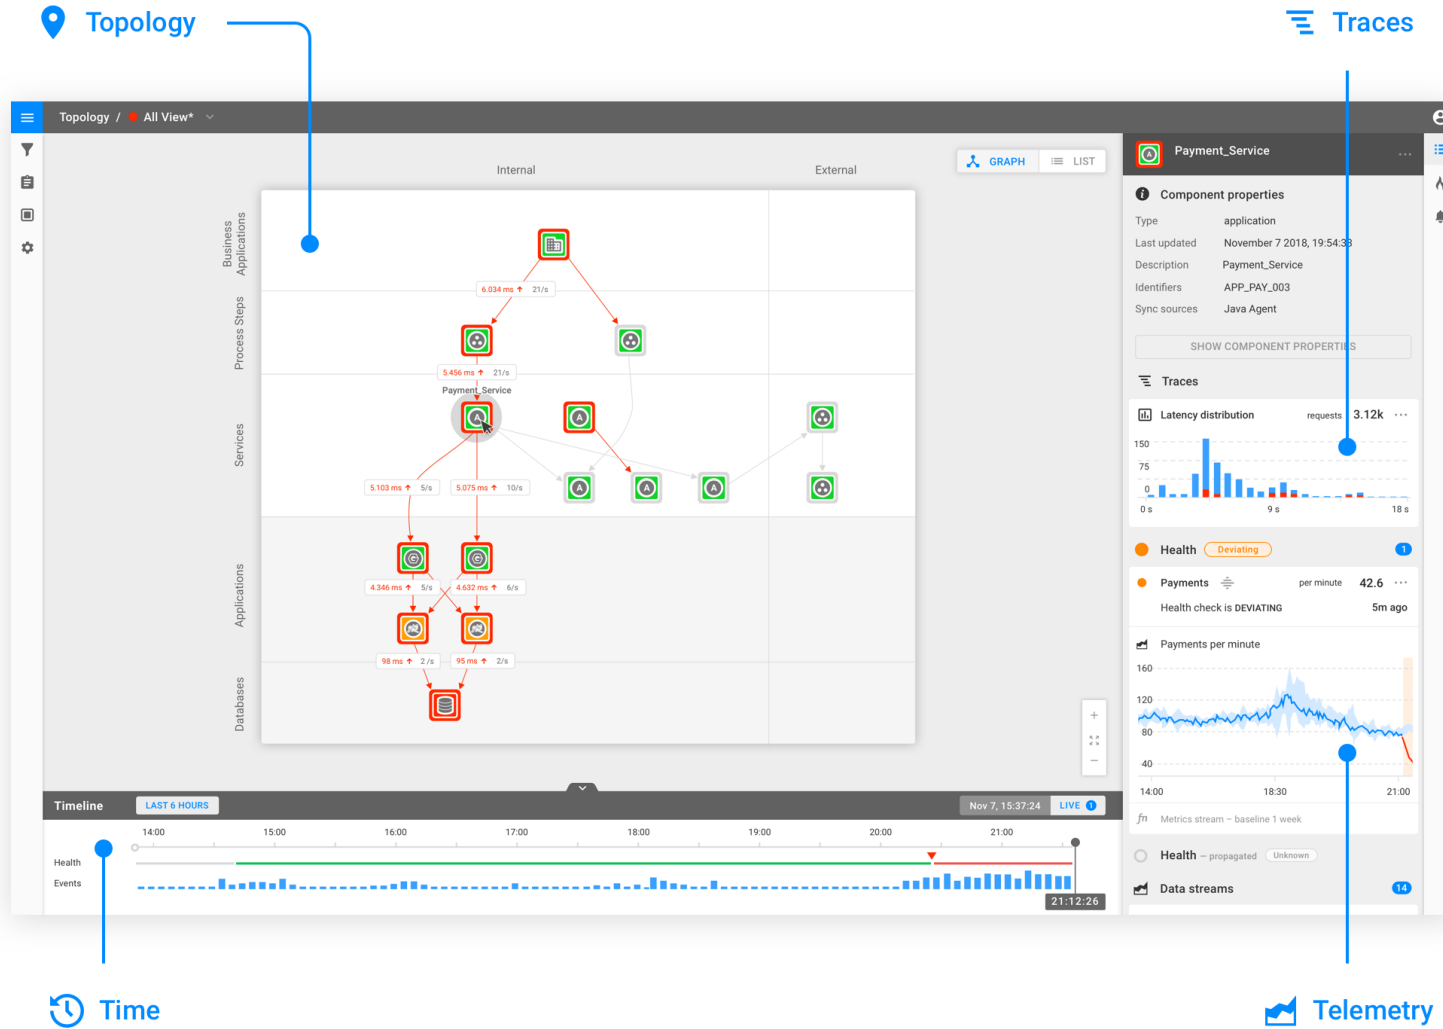 Topology
Traces
Topology / All View*
Payment_Service
...
GRAPH
LIST
Internal
External
Business
Applications
Process Steps
Services
Applications
Databases
6.034 ms ↑ 21/s
5.456 ms ↑ 21/s
Payment_Service
A
A
A
A
A
5.103 ms ↑ 5/s
5.075 ms ↑ 10/s
4.346 ms ↑ 5/s
4.632 ms ↑ 6/s
98 ms ↑ 2 /s
95 ms ↑ 2/s
Component properties
Type application
Last updated November 7 2018, 19:54:33
Description Payment_Service
Identifiers APP_PAY_003
Sync sources Java Agent
SHOW COMPONENT PROPERTIES
Traces
Latency distribution requests 3.12k ...
150
75
0
0 s 9 s 18 s
Health Deviating 1
Payments per minute 42.6 ...
Health check is DEVIATING 5m ago
Payments per minute
160
120
80
40
14:00 18:30 21:00
fn Metrics stream – baseline 1 week
Health – propagated Unknown
Data streams 14
Timeline LAST 6 HOURS Nov 7, 15:37:24 LIVE 1
14:00 15:00 16:00 17:00 18:00 19:00 20:00 21:00
Health
Events
21:12:26
Time
Telemetry